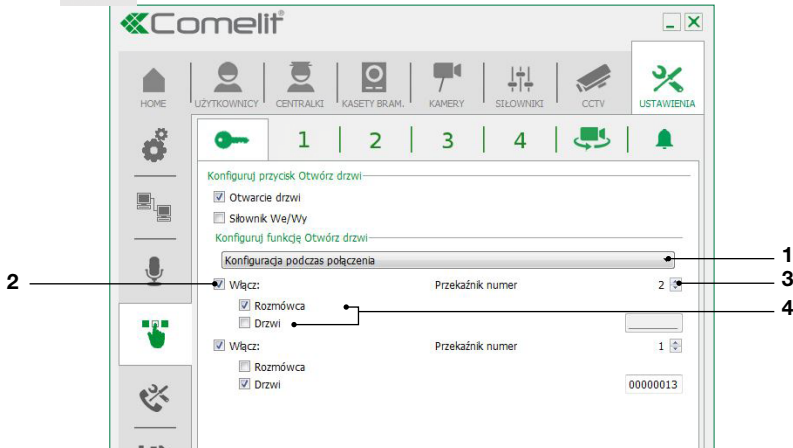 Comelit
HOME
UŻYTKOWNICY
CENTRALKI
KASETY BRAM.
KAMERY
SIŁOWNIKI
CCTV
USTAWIENIA
1 2 3 4
Konfiguruj przycisk Otwórz drzwi
Otwarcie drzwi
Siłownik We/Wy
Konfiguruj funkcję Otwórz drzwi
Konfiguracja podczas połączenia 1
2 Włącz: Przekaźnik numer 2 3
Rozmówca 4
Drzwi
Włącz: Przekaźnik numer 1
Rozmówca
Drzwi 00000013